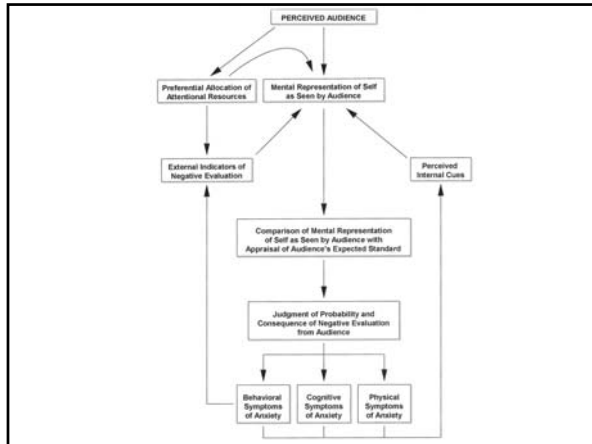 PERCEIVED AUDIENCE
Preferential Allocation of
Attentional Resources
Mental Representation of Self
as Seen by Audience
External Indicators of
Negative Evaluation
Perceived
Internal Cues
Comparison of Mental Representation
of Self as Seen by Audience with
Appraisal of Audience's Expected Standard
Judgment of Probability and
Consequence of Negative Evaluation
from Audience
Behavioral
Symptoms
of Anxiety
Cognitive
Symptoms
of Anxiety
Physical
Symptoms
of Anxiety